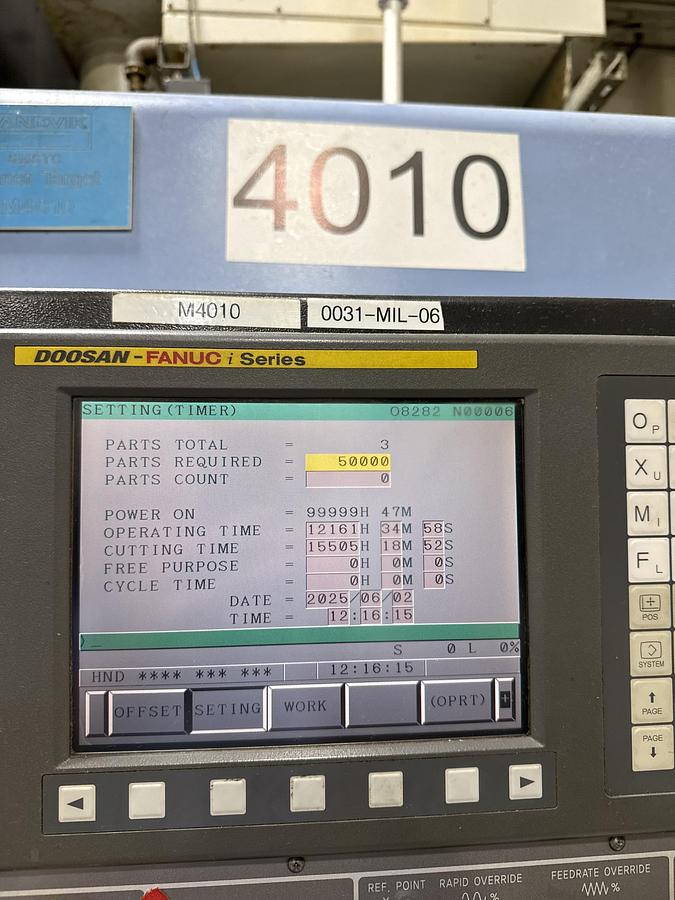 4010
M4010 0031-MIL-06
DOOSAN-FANUC i Series
SETTING(TIMER) O8282 N00006
PARTS TOTAL = 3
PARTS REQUIRED = 50000
PARTS COUNT = 0
POWER ON = 99999H 47M
OPERATING TIME = 12161H 34M 58S
CUTTING TIME = 15505H 18M 52S
FREE PURPOSE = 0H 0M 0S
CYCLE TIME = 0H 0M 0S
DATE = 2025/06/02
TIME = 12:16:15
>_
S 0 L 0%
HND **** *** *** 12:16:15
OFFSET SETING WORK (OPRT) +
OP
XU
MI
FL
POS
SYSTEM
PAGE
PAGE
REF. POINT RAPID OVERRIDE FEEDRATE OVERRIDE
%
%